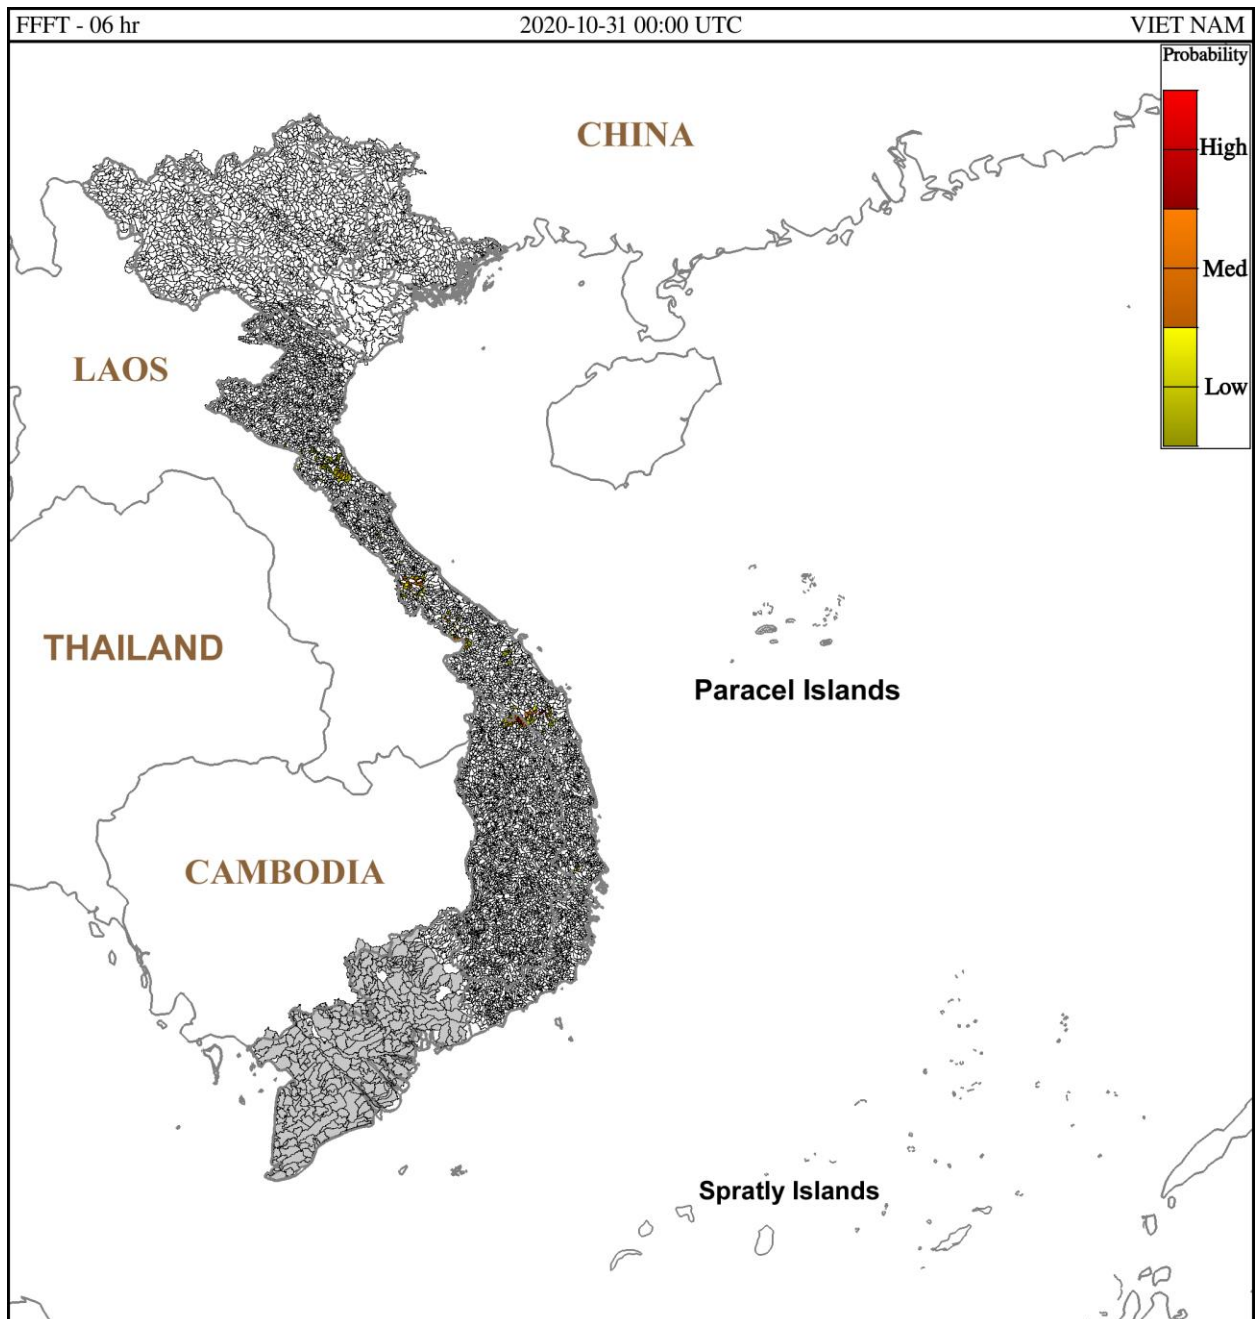 FFFT - 06 hr
2020-10-31 00:00 UTC
VIET NAM
Probability
High
Med
Low
CHINA
LAOS
THAILAND
Paracel Islands
CAMBODIA
Spratly Islands